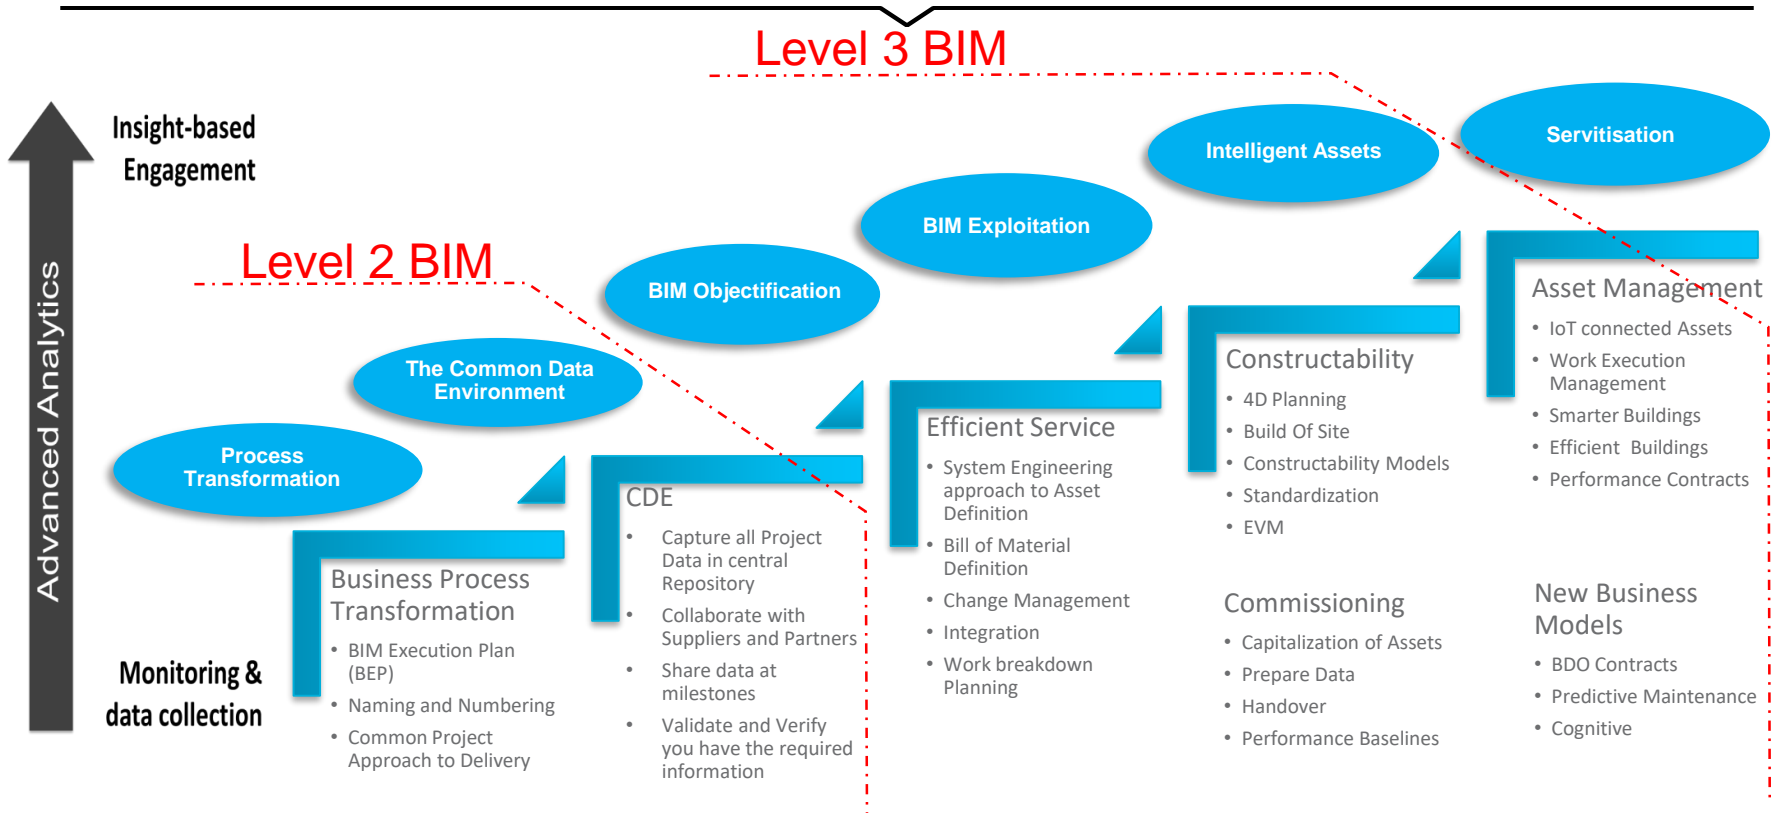 Level 3 BIM
Insight-based
Engagement
Advanced Analytics
Monitoring &
data collection
Level 2 BIM
Process
Transformation
The Common Data
Environment
BIM Objectification
BIM Exploitation
Intelligent Assets
Servitisation
Business Process
Transformation
• BIM Execution Plan
(BEP)
• Naming and Numbering
• Common Project
Approach to Delivery
CDE
• Capture all Project
Data in central
Repository
• Collaborate with
Suppliers and Partners
• Share data at
milestones
• Validate and Verify
you have the required
information
Efficient Service
• System Engineering
approach to Asset
Definition
• Bill of Material
Definition
• Change Management
• Integration
• Work breakdown
Planning
Constructability
• 4D Planning
• Build Of Site
• Constructability Models
• Standardization
• EVM
Commissioning
• Capitalization of Assets
• Prepare Data
• Handover
• Performance Baselines
Asset Management
• IoT connected Assets
• Work Execution
Management
• Smarter Buildings
• Efficient Buildings
• Performance Contracts
New Business
Models
• BDO Contracts
• Predictive Maintenance
• Cognitive